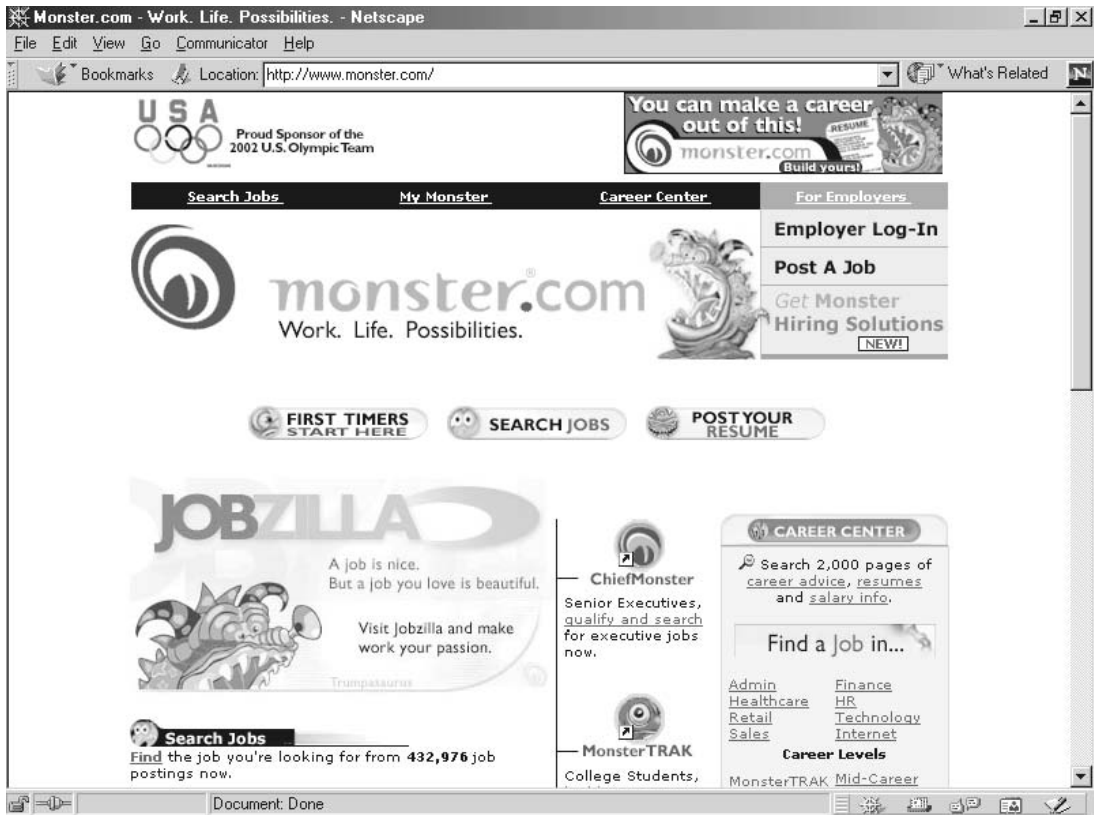 Monster.com - Work. Life. Possibilities. - Netscape
File Edit View Go Communicator Help
Bookmarks Location: http://www.monster.com/ What's Related N
USA
Proud Sponsor of the
2002 U.S. Olympic Team
You can make a career
out of this!
RESUME
monster.com
Build yours!
Search Jobs My Monster Career Center For Employers
Employer Log-In
Post A Job
Get Monster
Hiring Solutions
NEW!
monster.com®
Work. Life. Possibilities.
FIRST TIMERS
START HERE
SEARCH JOBS
POST YOUR
RESUME
JOBZILLA
A job is nice.
But a job you love is beautiful.
Visit Jobzilla and make
work your passion.
Trumpasaurus
Search Jobs
Find the job you're looking for from 432,976 job
postings now.
ChiefMonster
Senior Executives,
qualify and search
for executive jobs
now.
MonsterTRAK
College Students,
CAREER CENTER
Search 2,000 pages of
career advice, resumes
and salary info.
Find a Job in...
Admin Finance
Healthcare HR
Retail Technology
Sales Internet
Career Levels
MonsterTRAK Mid-Career
Document: Done